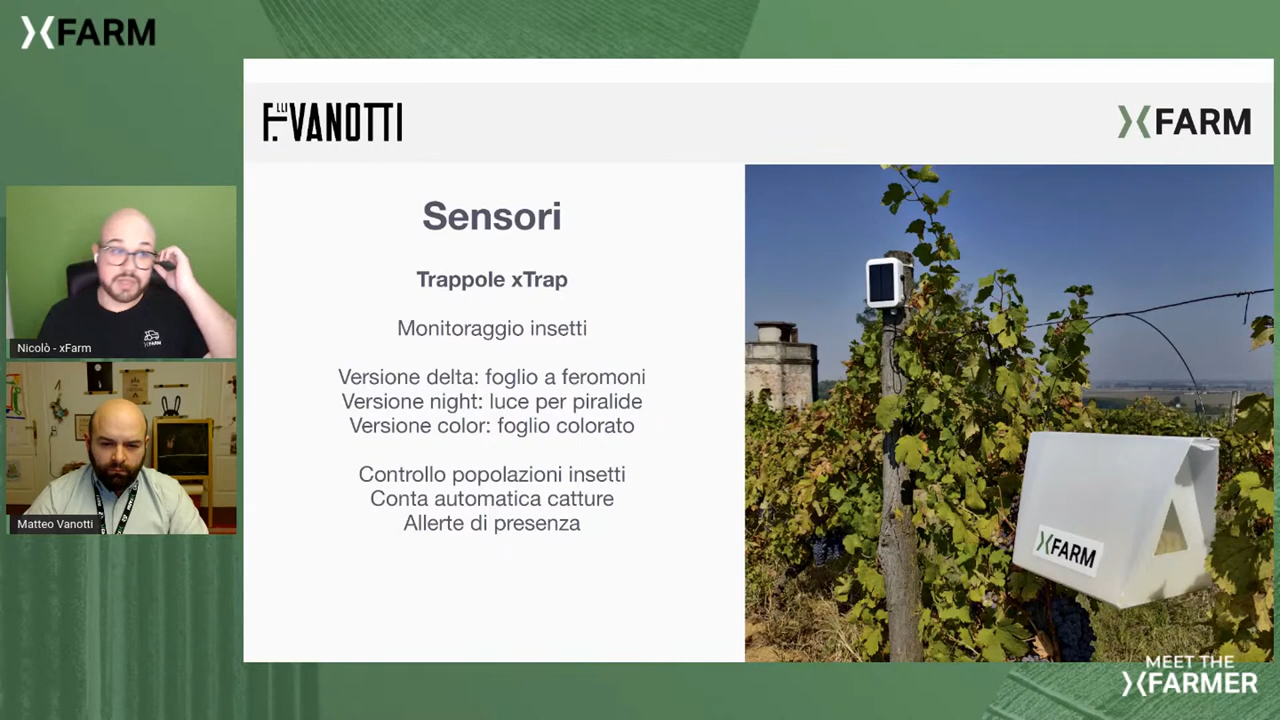 XFARM
F.LLI VANOTTI
XFARM
Sensori
Trappole xTrap
Monitoraggio insetti
Versione delta: foglio a feromoni
Versione night: luce per piralide
Versione color: foglio colorato
Controllo popolazioni insetti
Conta automatica catture
Allerte di presenza
XFARM
XFARM
Nicolò - xFarm
Matteo Vanotti
MEET THE
XFARMER